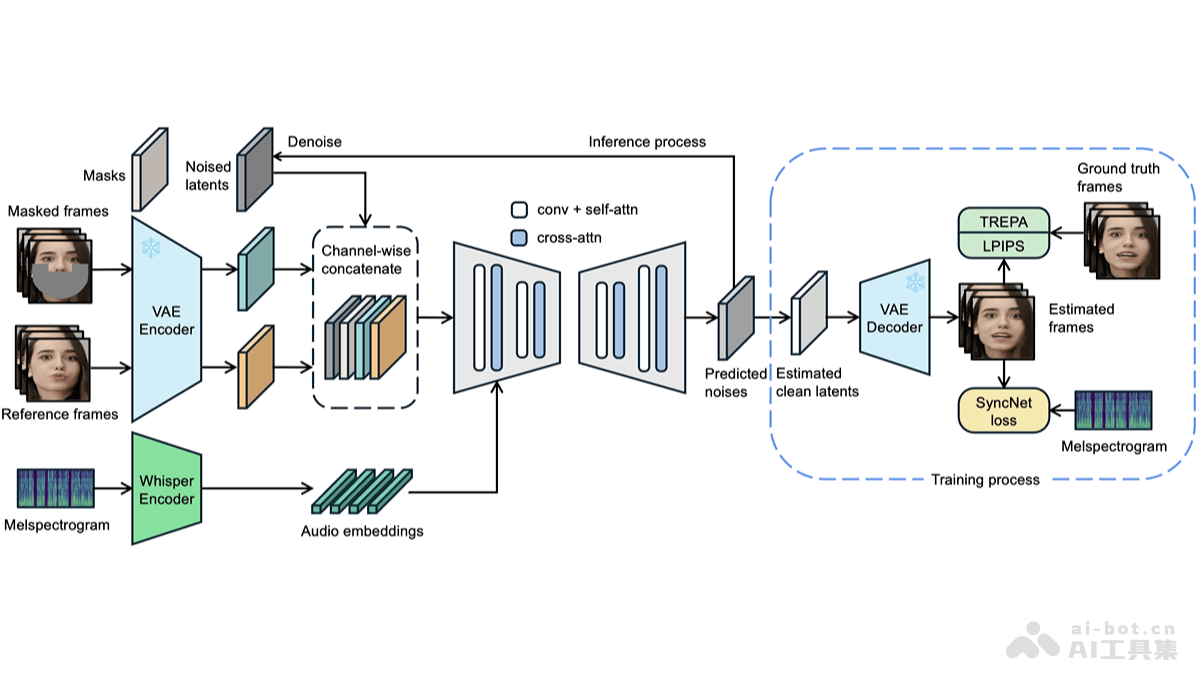 Masks
Noised
latents
Denoise
Inference process
Masked frames
VAE
Encoder
Reference frames
Channel-wise
concatenate
conv + self-attn
cross-attn
Melspectrogram
Whisper
Encoder
Audio embeddings
Predicted
noises
Estimated
clean latents
VAE
Decoder
TREPA
LPIPS
Ground truth
frames
Estimated
frames
SyncNet
loss
Melspectrogram
Training process
ai-bot.cn
AI工具集